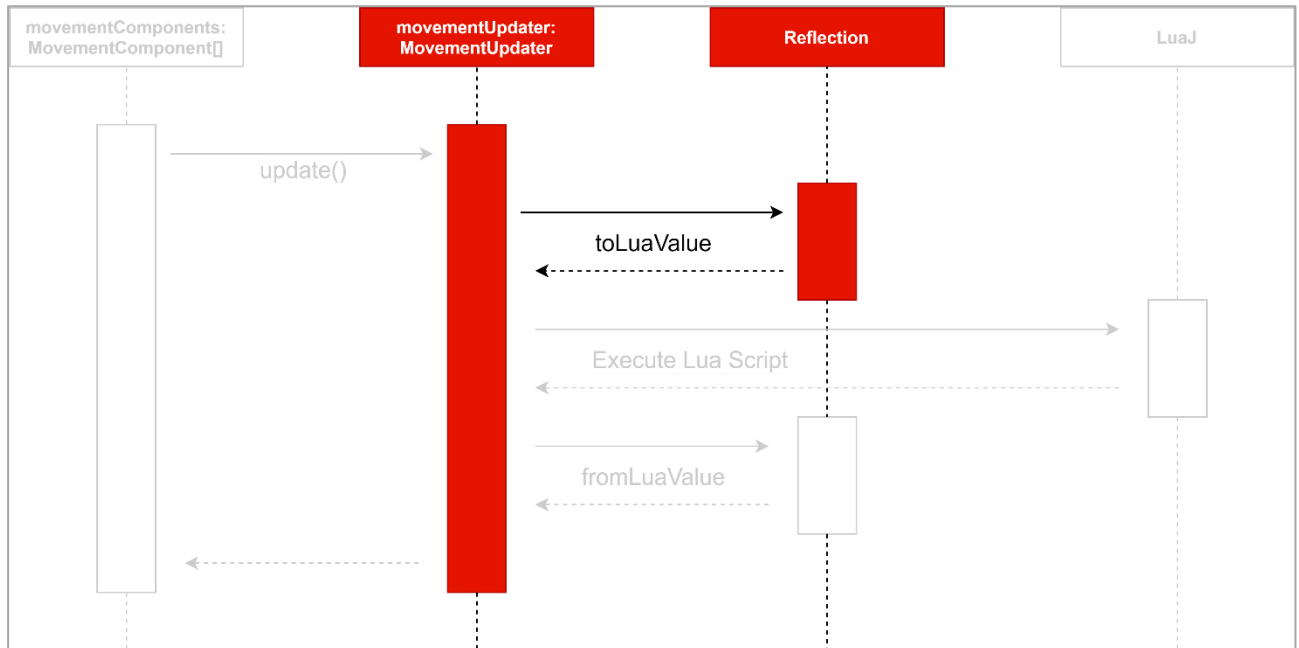 movementComponents:
MovementComponent[]
movementUpdater:
MovementUpdater
Reflection
LuaJ
update()
toLuaValue
Execute Lua Script
fromLuaValue